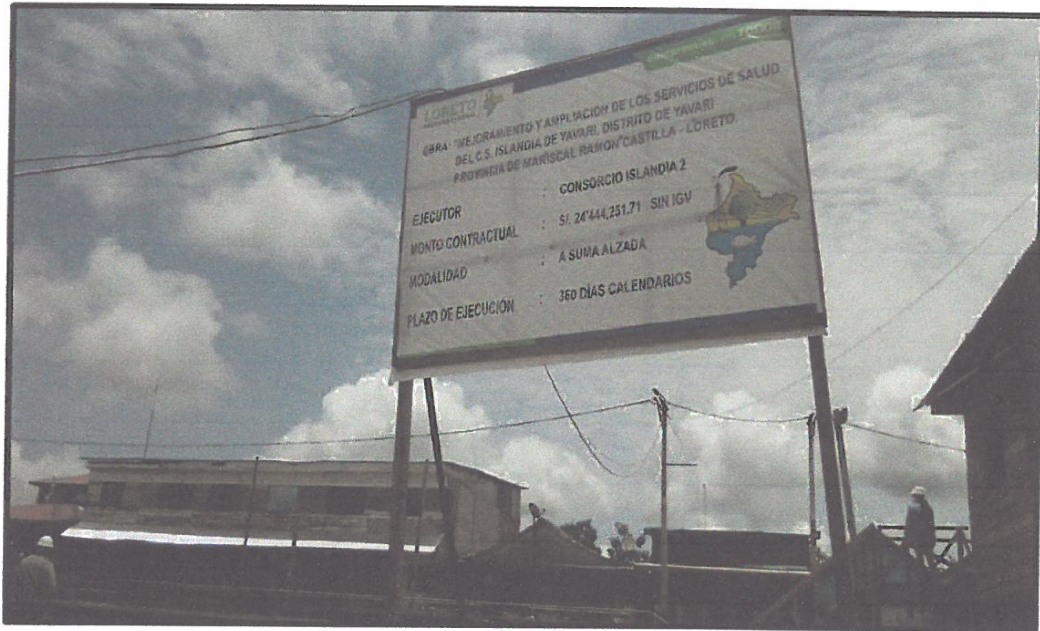 LORETO
OBRA: "MEJORAMIENTO Y AMPLIACION DE LOS SERVICIOS DE SALUD
DEL C.S. ISLANDIA DE YAVARI, DISTRITO DE YAVARI
PROVINCIA DE MARISCAL RAMON CASTILLA - LORETO.
EJECUTOR : CONSORCIO ISLANDIA 2
MONTO CONTRACTUAL : S/. 24'444,251.71 SIN IGV
MODALIDAD : A SUMA ALZADA
PLAZO DE EJECUCIÓN : 360 DÍAS CALENDARIOS